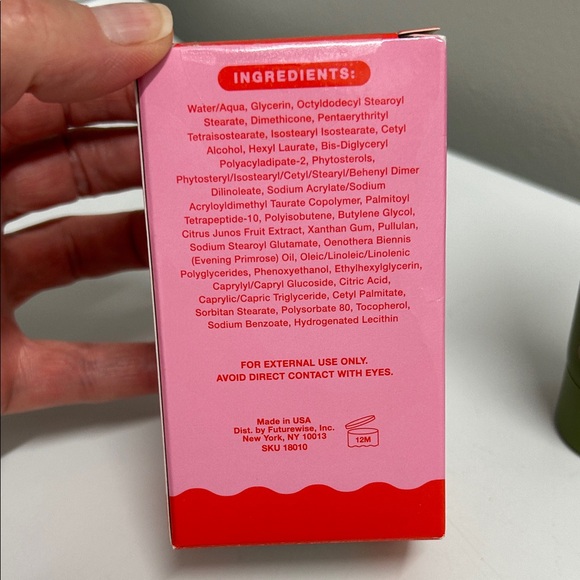 INGREDIENTS:
Water/Aqua, Glycerin, Octyldodecyl Stearoyl
Stearate, Dimethicone, Pentaerythrityl
Tetraisostearate, Isostearyl Isostearate, Cetyl
Alcohol, Hexyl Laurate, Bis-Diglyceryl
Polyacyladipate-2, Phytosterols,
Phytosteryl/Isostearyl/Cetyl/Stearyl/Behenyl Dimer
Dilinoleate, Sodium Acrylate/Sodium
Acryloyldimethyl Taurate Copolymer, Palmitoyl
Tetrapeptide-10, Polyisobutene, Butylene Glycol,
Citrus Junos Fruit Extract, Xanthan Gum, Pullulan,
Sodium Stearoyl Glutamate, Oenothera Biennis
(Evening Primrose) Oil, Oleic/Linoleic/Linolenic
Polyglycerides, Phenoxyethanol, Ethylhexylglycerin,
Caprylyl/Capryl Glucoside, Citric Acid,
Caprylic/Capric Triglyceride, Cetyl Palmitate,
Sorbitan Stearate, Polysorbate 80, Tocopherol,
Sodium Benzoate, Hydrogenated Lecithin
FOR EXTERNAL USE ONLY.
AVOID DIRECT CONTACT WITH EYES.
Made in USA
Dist. by Futurewise, Inc.
New York, NY 10013
SKU 18010
12M